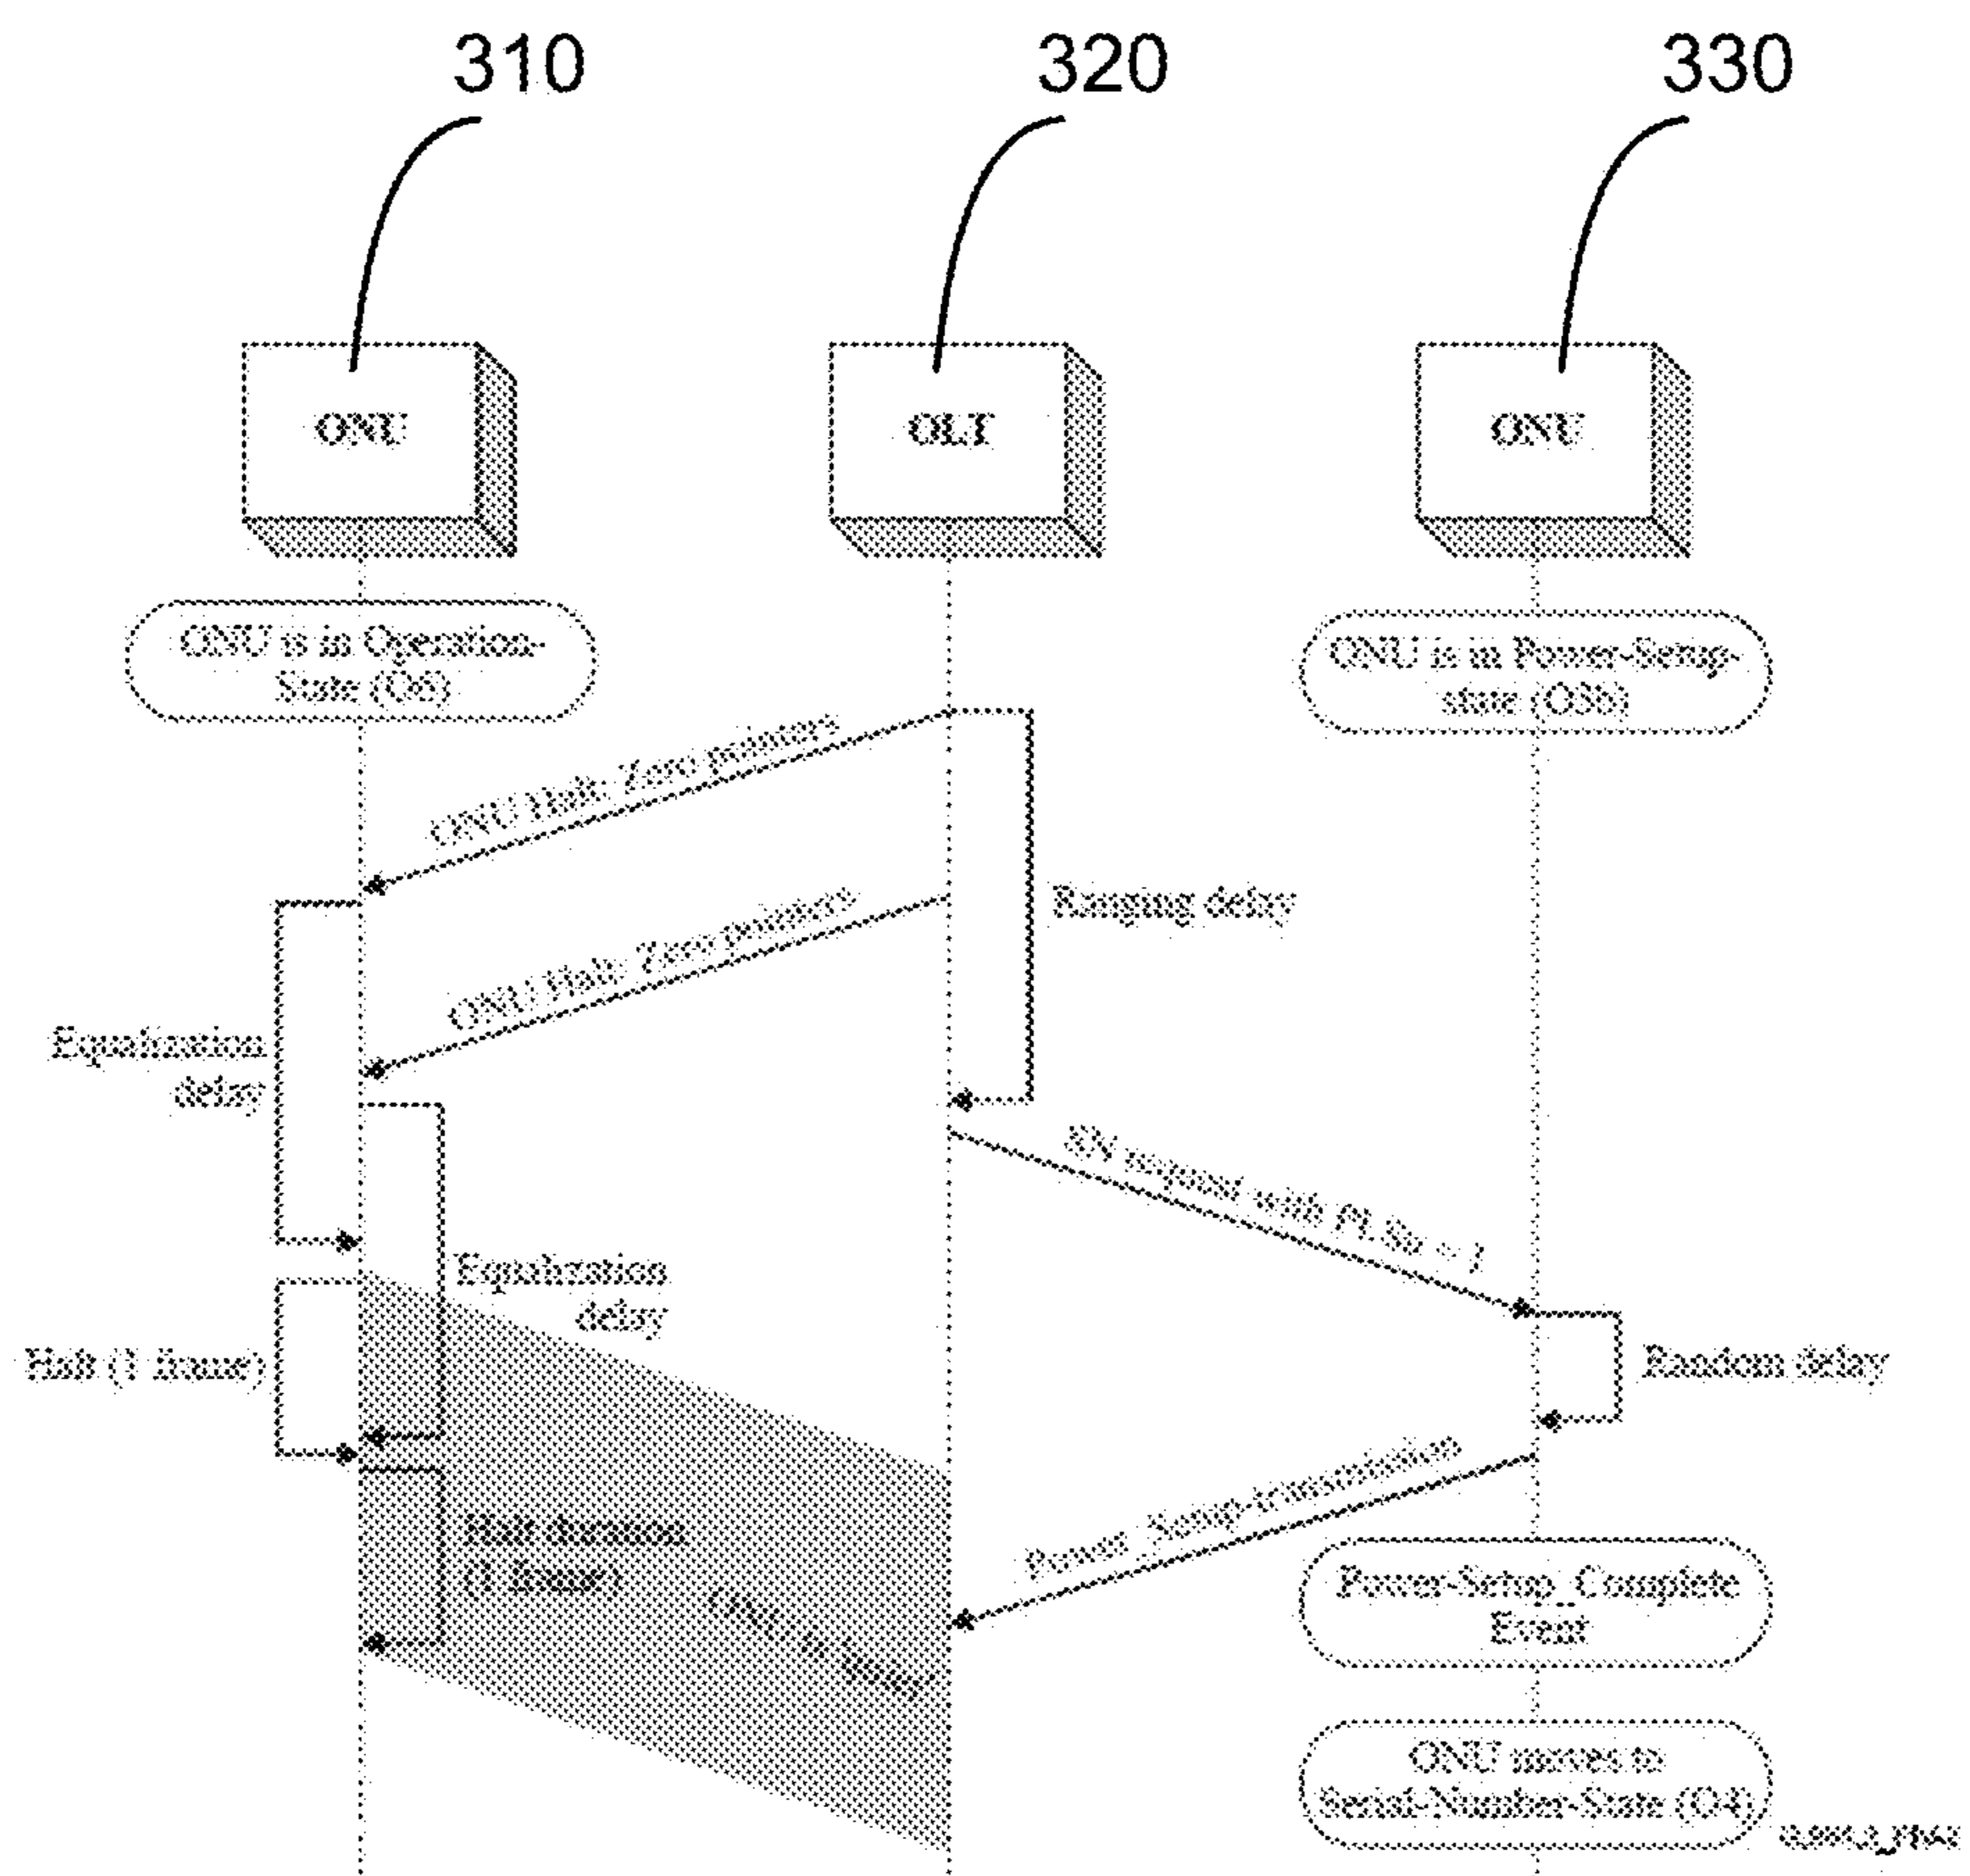 310
320
330
ONU
OLT
ONU
ONU is in Operation-
State (O6)
ONU is in Power-Setup-
state (O3b)
ONU Halt: Zero pointers
ONU Halt: Zero pointers
Ranging delay
Equalization
delay
SN request with PLSu = 1
Equalization
delay
Halt (1 frame)
Random delay
Power_Setup transmission
Halt duration
(1 frame)
Power-Setup_Complete
Event
ONU moves to
Serial-Number-State (O4)